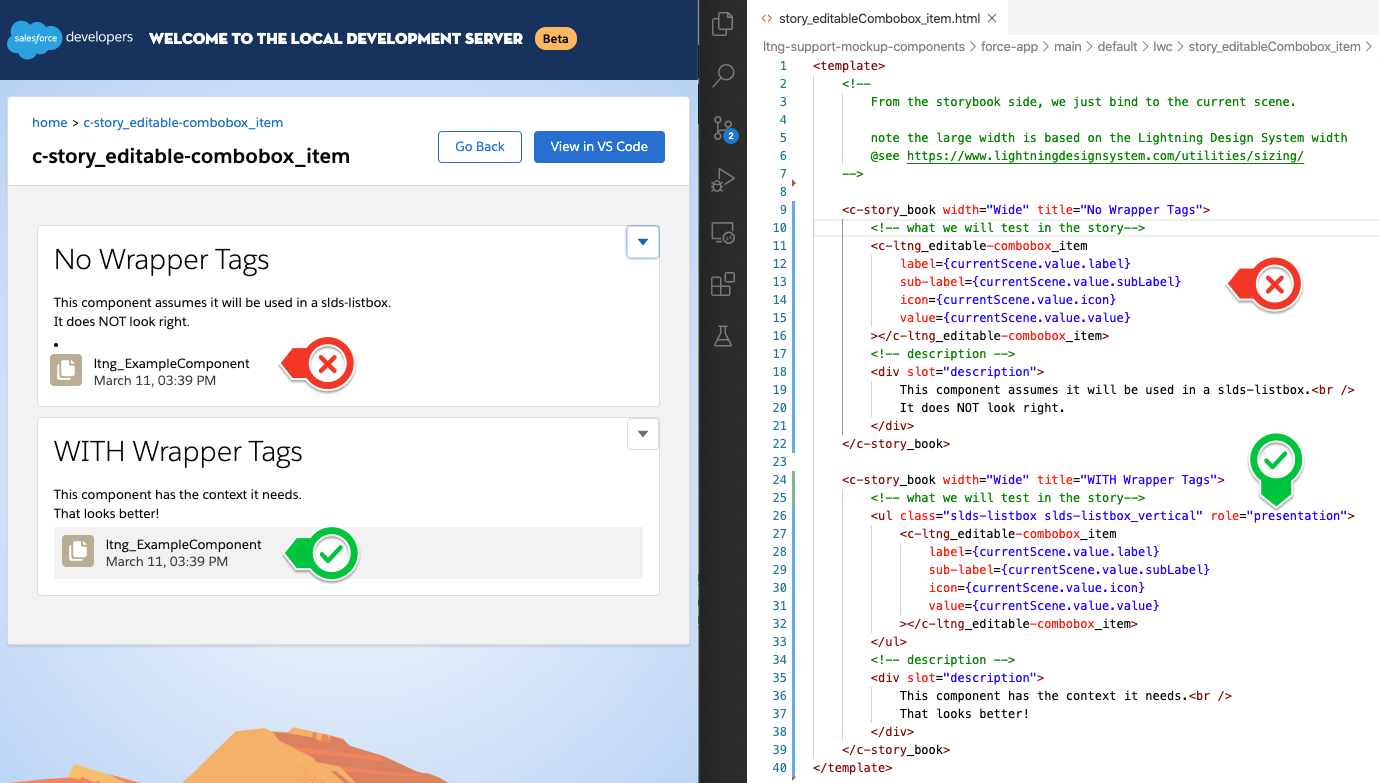 salesforce developers WELCOME TO THE LOCAL DEVELOPMENT SERVER Beta
home > c-story_editable-combobox_item
c-story_editable-combobox_item
Go Back
View in VS Code
No Wrapper Tags
This component assumes it will be used in a slds-listbox.
It does NOT look right.
•
ltng_ExampleComponent
March 11, 03:39 PM
WITH Wrapper Tags
This component has the context it needs.
That looks better!
ltng_ExampleComponent
March 11, 03:39 PM
2
<> story_editableCombobox_item.html ×
ltng-support-mockup-components > force-app > main > default > lwc > story_editableCombobox_item >
1 <template>
2 <!--
3 From the storybook side, we just bind to the current scene.
4
5 note the large width is based on the Lightning Design System width
6 @see https://www.lightningdesignsystem.com/utilities/sizing/
7 -->
8
9 <c-story_book width="Wide" title="No Wrapper Tags">
10 <!-- what we will test in the story-->
11 <c-ltng_editable-combobox_item
12 label={currentScene.value.label}
13 sub-label={currentScene.value.subLabel}
14 icon={currentScene.value.icon}
15 value={currentScene.value.value}
16 ></c-ltng_editable-combobox_item>
17 <!-- description -->
18 <div slot="description">
19 This component assumes it will be used in a slds-listbox.<br />
20 It does NOT look right.
21 </div>
22 </c-story_book>
23
24 <c-story_book width="Wide" title="WITH Wrapper Tags">
25 <!-- what we will test in the story-->
26 <ul class="slds-listbox slds-listbox_vertical" role="presentation">
27 <c-ltng_editable-combobox_item
28 label={currentScene.value.label}
29 sub-label={currentScene.value.subLabel}
30 icon={currentScene.value.icon}
31 value={currentScene.value.value}
32 ></c-ltng_editable-combobox_item>
33 </ul>
34 <!-- description -->
35 <div slot="description">
36 This component has the context it needs.<br />
37 That looks better!
38 </div>
39 </c-story_book>
40 </template>